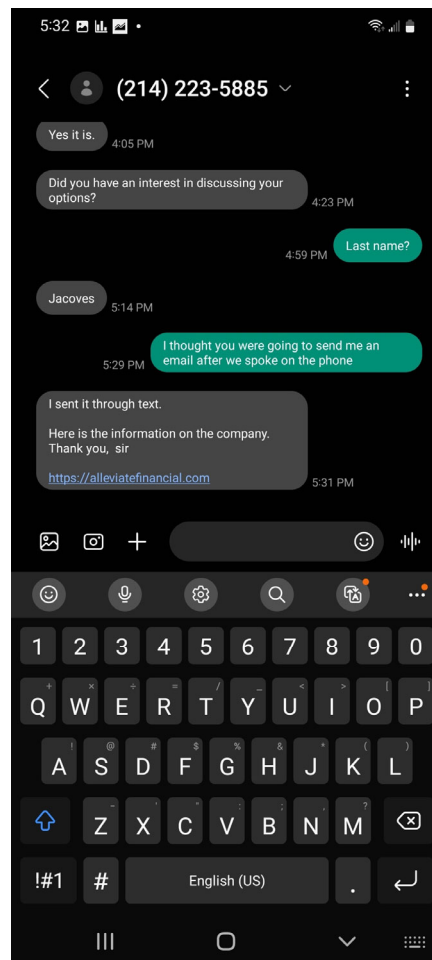 5:32
(214) 223-5885
Yes it is.
4:05 PM
Did you have an interest in discussing your
options?
4:23 PM
Last name?
4:59 PM
Jacoves
5:14 PM
I thought you were going to send me an
email after we spoke on the phone
5:29 PM
I sent it through text.
Here is the information on the company.
Thank you,  sir
https://alleviatefinancial.com
5:31 PM
1 2 3 4 5 6 7 8 9 0
+ × ÷ = / _ < > [ ]
Q W E R T Y U I O P
! @ # $ % & * ( )
A S D F G H J K L
- ' " : ; , ?
Z X C V B N M
!#1 # English (US) .